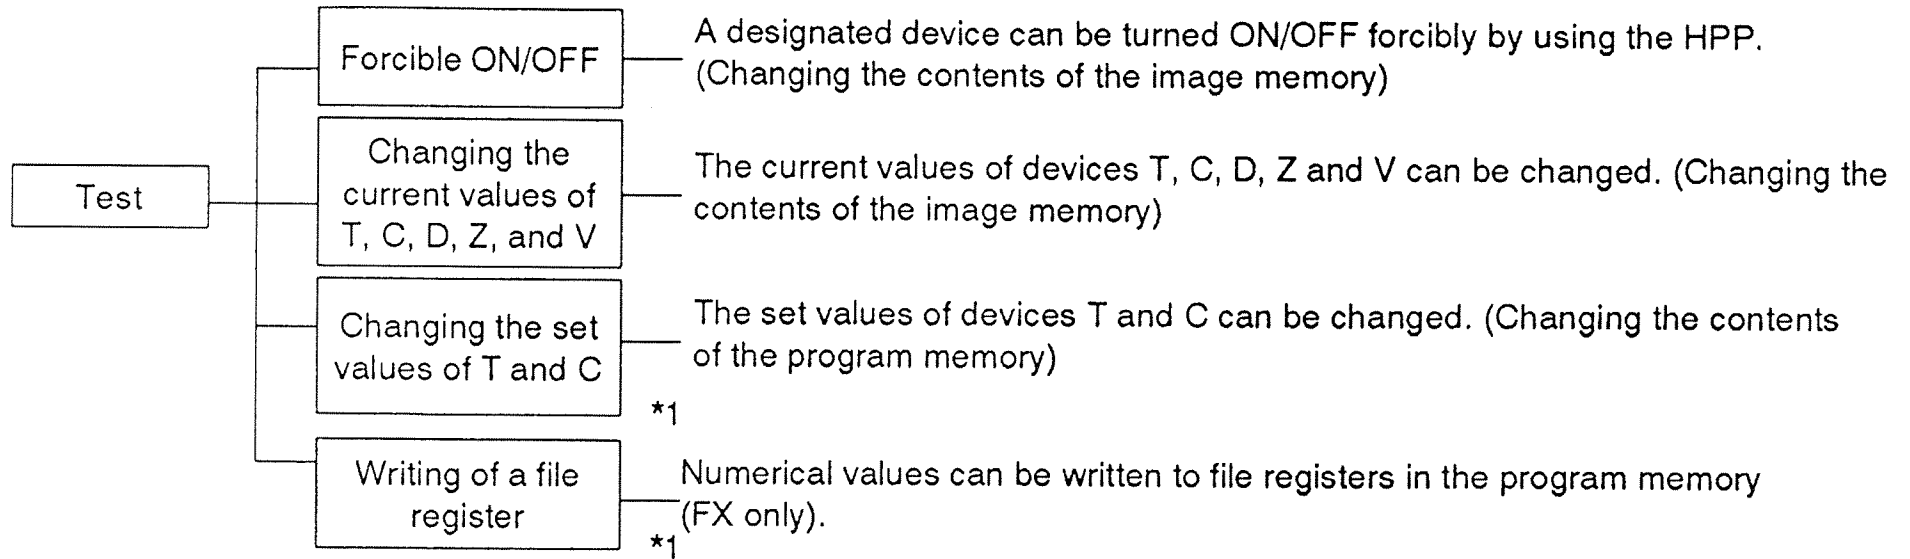 Test
Forcible ON/OFF
A designated device can be turned ON/OFF forcibly by using the HPP.
(Changing the contents of the image memory)
Changing the
current values of
T, C, D, Z, and V
The current values of devices T, C, D, Z and V can be changed. (Changing the
contents of the image memory)
Changing the set
values of T and C
*1
The set values of devices T and C can be changed. (Changing the contents
of the program memory)
Writing of a file
register
*1
Numerical values can be written to file registers in the program memory
(FX only).